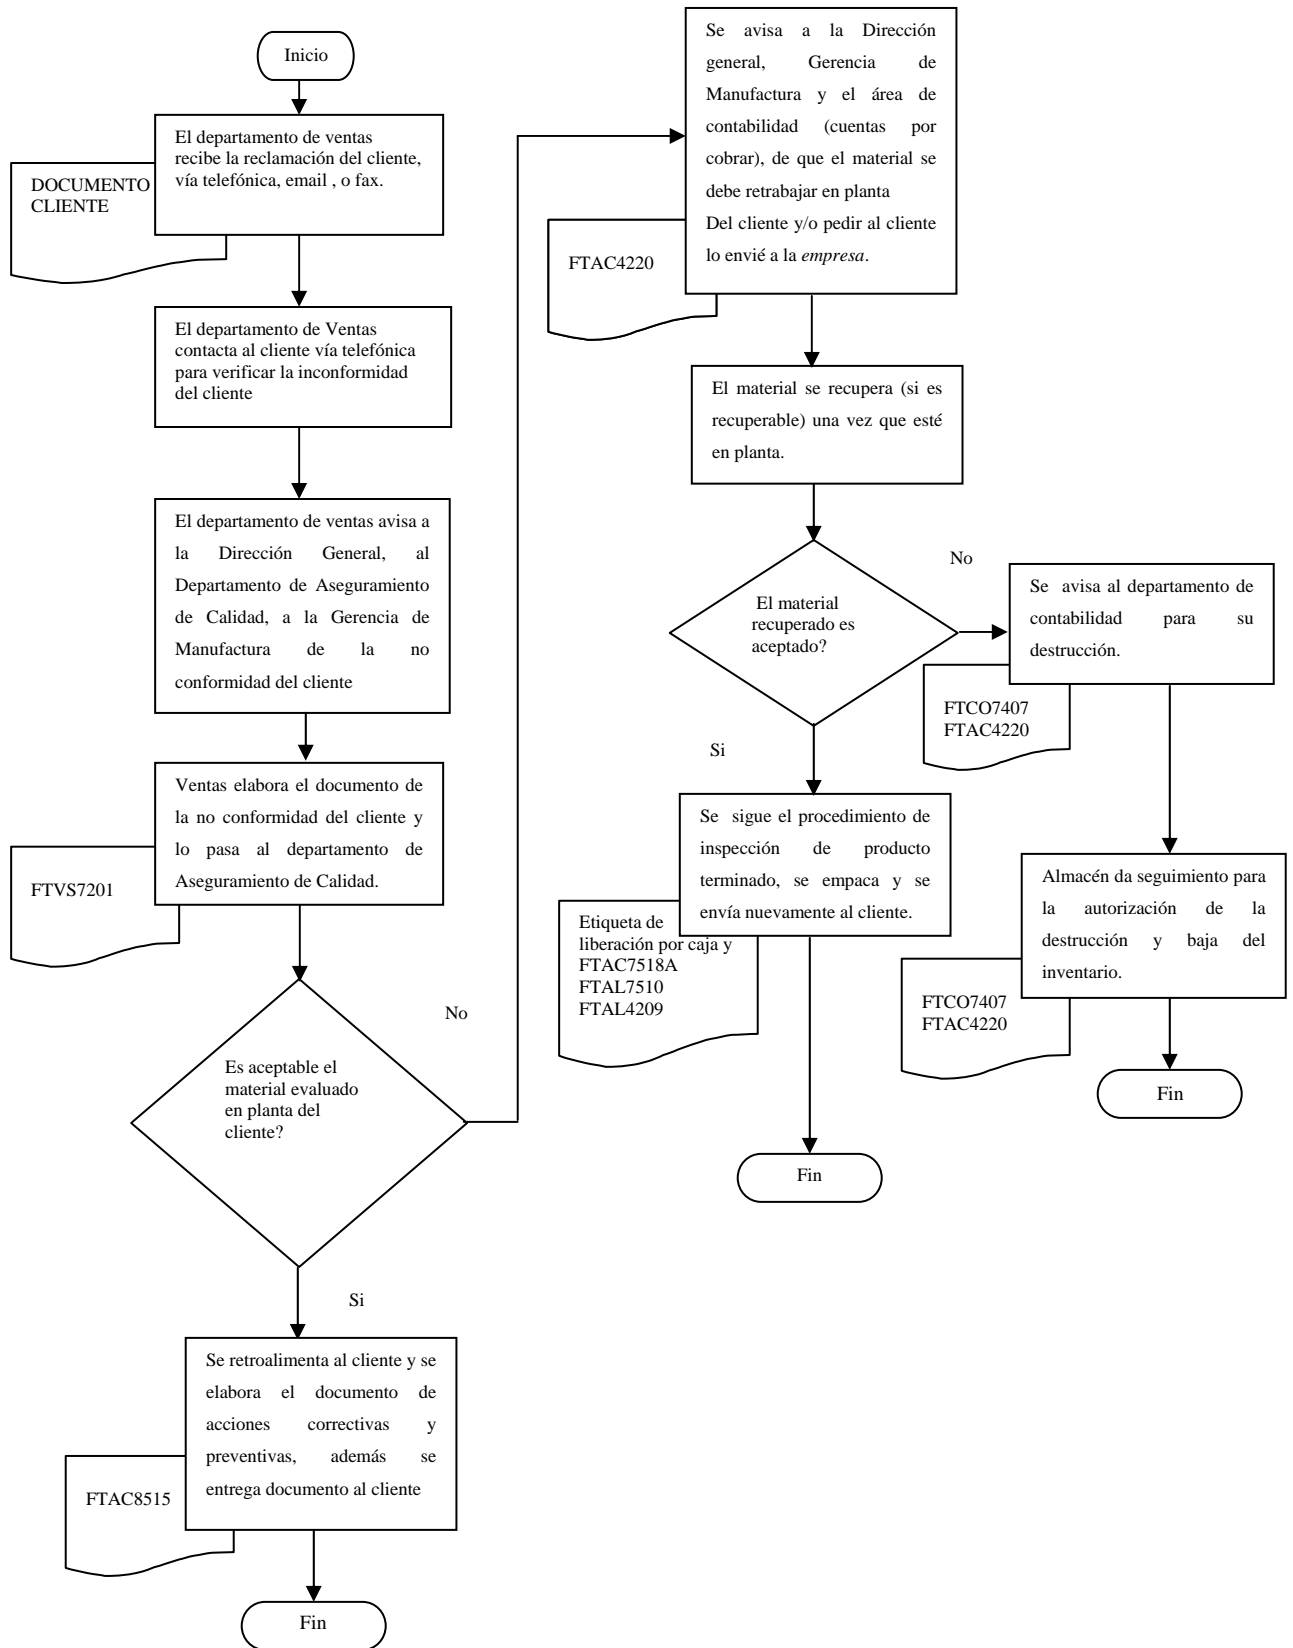 Inicio
El departamento de ventas
recibe la reclamación del cliente,
vía telefónica, email , o fax.
DOCUMENTO
CLIENTE
El departamento de Ventas
contacta al cliente vía telefónica
para verificar la inconformidad
del cliente
El departamento de ventas avisa a
la Dirección General, al
Departamento de Aseguramiento
de Calidad, a la Gerencia de
Manufactura de la no
conformidad del cliente
Ventas elabora el documento de
la no conformidad del cliente y
lo pasa al departamento de
Aseguramiento de Calidad.
FTVS7201
No
Es aceptable el
material evaluado
en planta del
cliente?
Si
Se retroalimenta al cliente y se
elabora el documento de
acciones correctivas y
preventivas, además se
entrega documento al cliente
FTAC8515
Fin
Se avisa a la Dirección
general, Gerencia de
Manufactura y el área de
contabilidad (cuentas por
cobrar), de que el material se
debe retrabajar en planta
Del cliente y/o pedir al cliente
lo envié a la empresa.
FTAC4220
El material se recupera (si es
recuperable) una vez que esté
en planta.
No
El material
recuperado es
aceptado?
Si
Se sigue el procedimiento de
inspección de producto
terminado, se empaca y se
envía nuevamente al cliente.
Etiqueta de
liberación por caja y
FTAC7518A
FTAL7510
FTAL4209
Fin
Se avisa al departamento de
contabilidad para su
destrucción.
FTCO7407
FTAC4220
Almacén da seguimiento para
la autorización de la
destrucción y baja del
inventario.
FTCO7407
FTAC4220
Fin